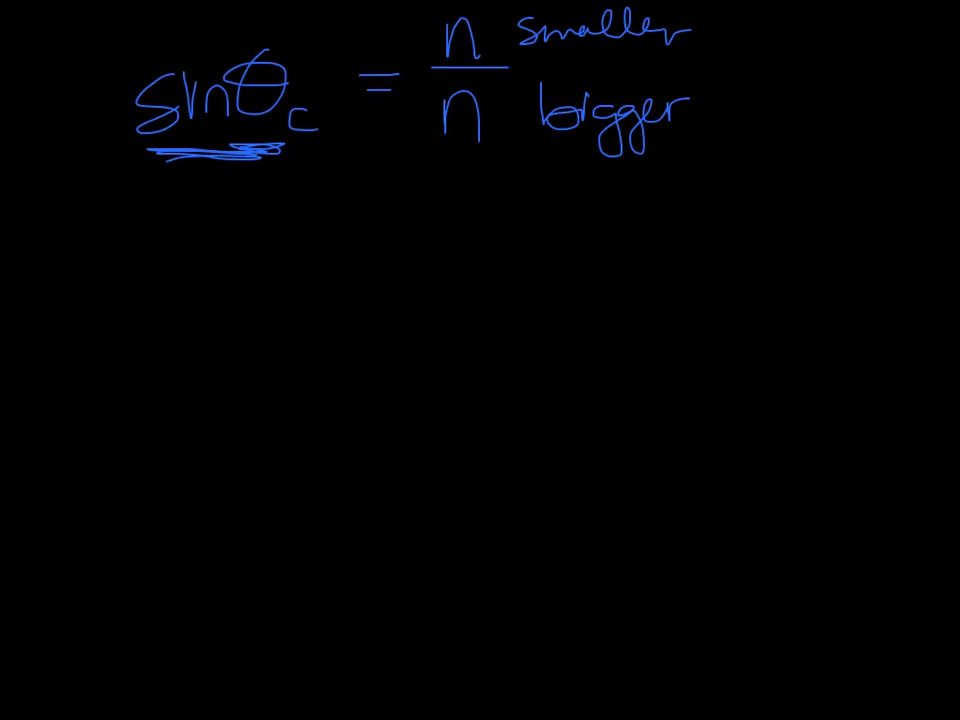 sinθc = n smaller
n bigger